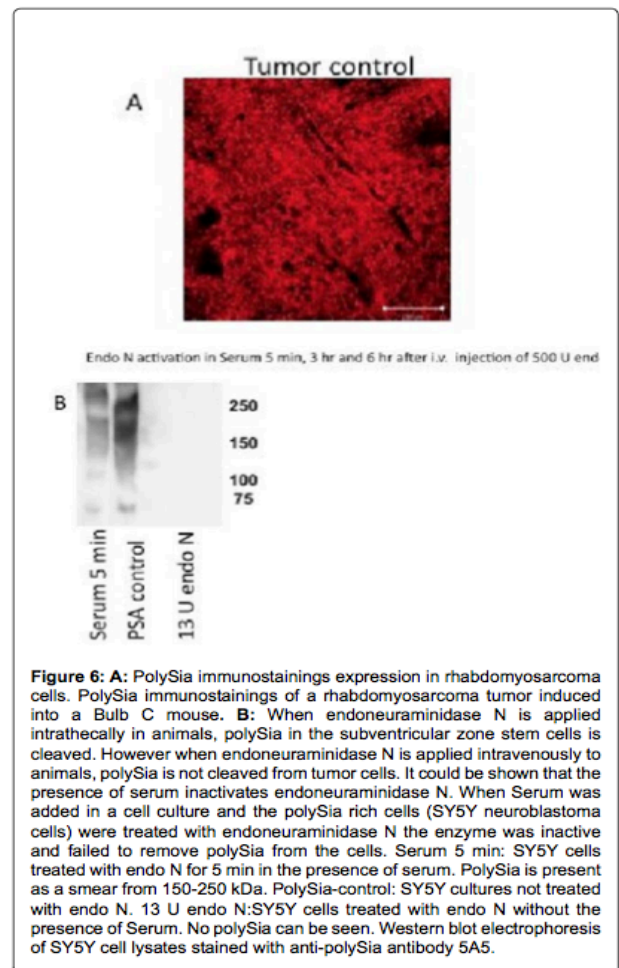 Tumor control
A
Endo N activation in Serum 5 min, 3 hr and 6 hr after i.v. injection of 500 U end
B
250
150
100
75
Serum 5 min
PSA control
13 U endo N
Figure 6: A: PolySia immunostainings expression in rhabdomyosarcoma
cells. PolySia immunostainings of a rhabdomyosarcoma tumor induced
into a Bulb C mouse. B: When endoneuraminidase N is applied
intrathecally in animals, polySia in the subventricular zone stem cells is
cleaved. However when endoneuraminidase N is applied intravenously to
animals, polySia is not cleaved from tumor cells. It could be shown that the
presence of serum inactivates endoneuraminidase N. When Serum was
added in a cell culture and the polySia rich cells (SY5Y neuroblastoma
cells) were treated with endoneuraminidase N the enzyme was inactive
and failed to remove polySia from the cells. Serum 5 min: SY5Y cells
treated with endo N for 5 min in the presence of serum. PolySia is present
as a smear from 150-250 kDa. PolySia-control: SY5Y cultures not treated
with endo N. 13 U endo N:SY5Y cells treated with endo N without the
presence of Serum. No polySia can be seen. Western blot electrophoresis
of SY5Y cell lysates stained with anti-polySia antibody 5A5.